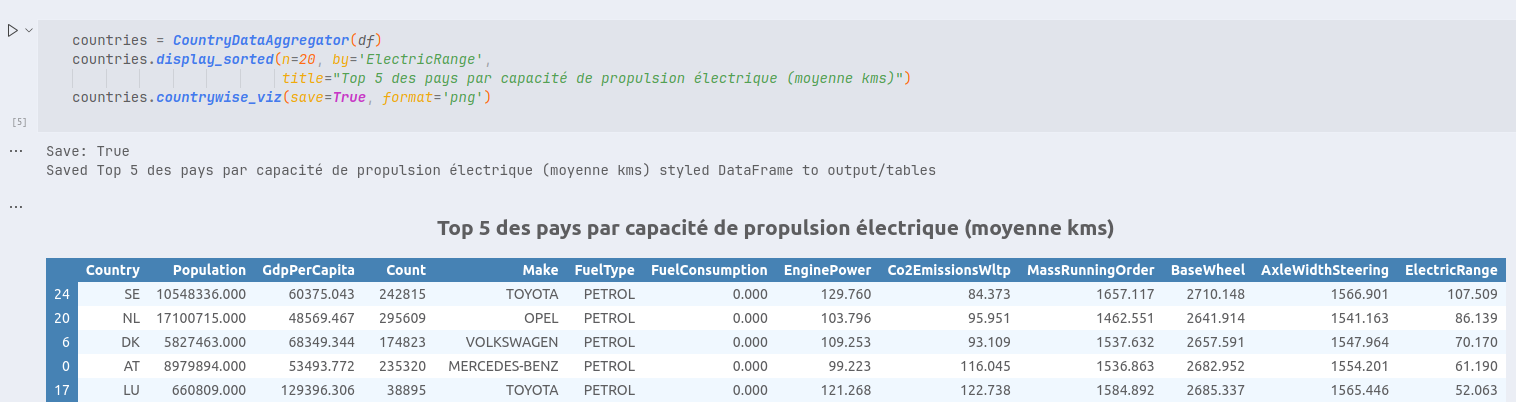 countries = CountryDataAggregator(df)
countries.display_sorted(n=20, by='ElectricRange',
title="Top 5 des pays par capacité de propulsion électrique (moyenne kms)")
countries.countrywise_viz(save=True, format='png')
[5]
Save: True
Saved Top 5 des pays par capacité de propulsion électrique (moyenne kms) styled DataFrame to output/tables
Top 5 des pays par capacité de propulsion électrique (moyenne kms)
Country Population GdpPerCapita Count Make FuelType FuelConsumption EnginePower Co2EmissionsWltp MassRunningOrder BaseWheel AxleWidthSteering ElectricRange
24 SE 10548336.000 60375.043 242815 TOYOTA PETROL 0.000 129.760 84.373 1657.117 2710.148 1566.901 107.509
20 NL 17100715.000 48569.467 295609 OPEL PETROL 0.000 103.796 95.951 1462.551 2641.914 1541.163 86.139
6 DK 5827463.000 68349.344 174823 VOLKSWAGEN PETROL 0.000 109.253 93.109 1537.632 2657.591 1547.964 70.170
0 AT 8979894.000 53493.772 235320 MERCEDES-BENZ PETROL 0.000 99.223 116.045 1536.863 2682.952 1554.201 61.190
17 LU 660809.000 129396.306 38895 TOYOTA PETROL 0.000 121.268 122.738 1584.892 2685.337 1565.446 52.063